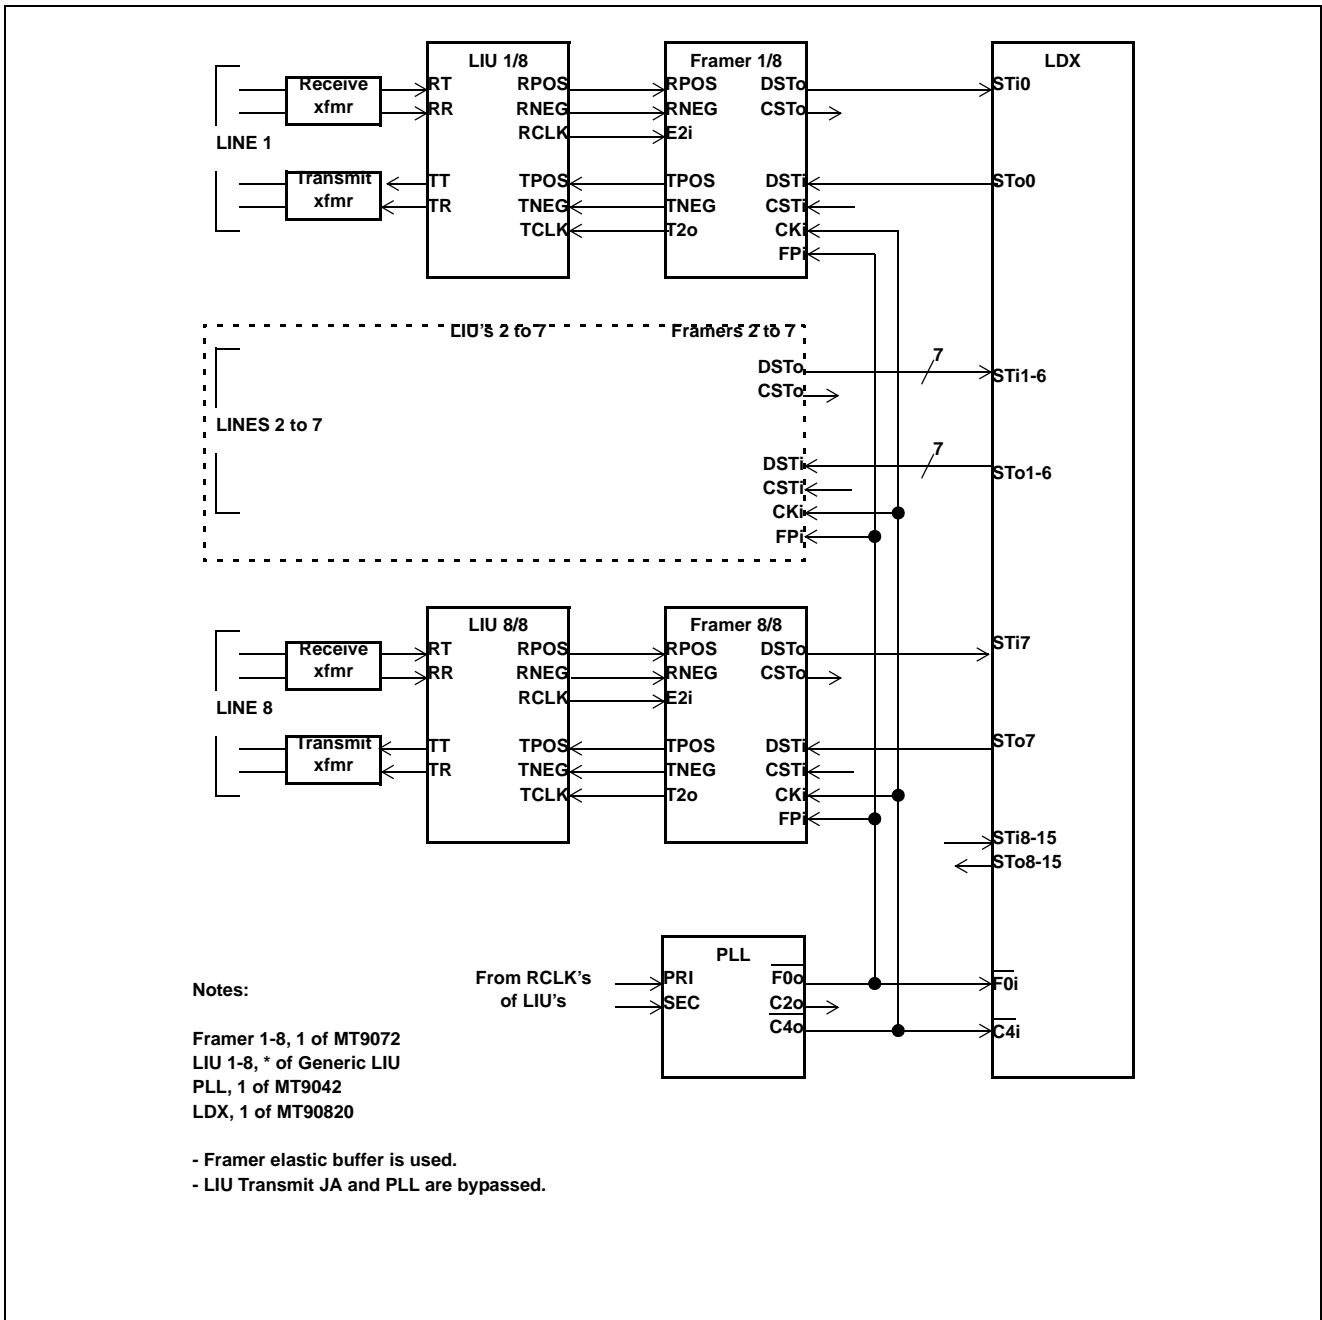 LIU 1/8
Framer 1/8
LDX
Receive
xfmr
RT
RR
RPOS
RNEG
RCLK
RPOS
RNEG
E2i
DSTo
CSTo
STi0
LINE 1
Transmit
xfmr
TT
TR
TPOS
TNEG
TCLK
TPOS
TNEG
T2o
DSTi
CSTi
CKi
FPi
STo0
LIU's 2 to 7
Framers 2 to 7
DSTo
CSTo
7
STi1-6
LINES 2 to 7
DSTi
CSTi
CKi
FPi
7
STo1-6
LIU 8/8
Framer 8/8
Receive
xfmr
RT
RR
RPOS
RNEG
RCLK
RPOS
RNEG
E2i
DSTo
CSTo
STi7
LINE 8
Transmit
xfmr
TT
TR
TPOS
TNEG
TCLK
TPOS
TNEG
T2o
DSTi
CSTi
CKi
FPi
STo7
STi8-15
STo8-15
PLL
From RCLK's
of LIU's
PRI
SEC
F0o
C2o
C4o
F0i
C4i
Notes:
Framer 1-8, 1 of MT9072
LIU 1-8, * of Generic LIU
PLL, 1 of MT9042
LDX, 1 of MT90820
- Framer elastic buffer is used.
- LIU Transmit JA and PLL are bypassed.